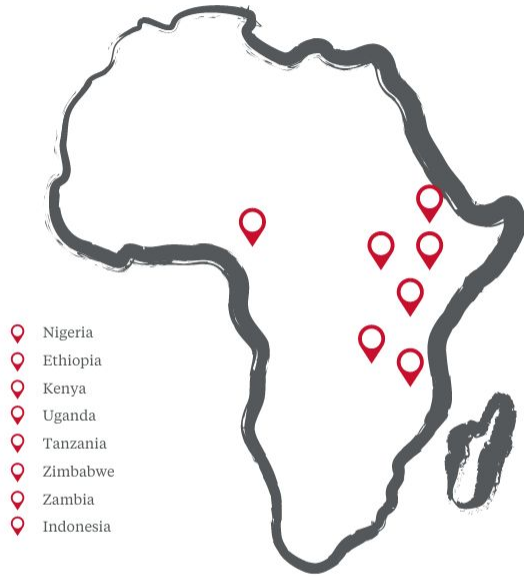 Nigeria
Ethiopia
Kenya
Uganda
Tanzania
Zimbabwe
Zambia
Indonesia